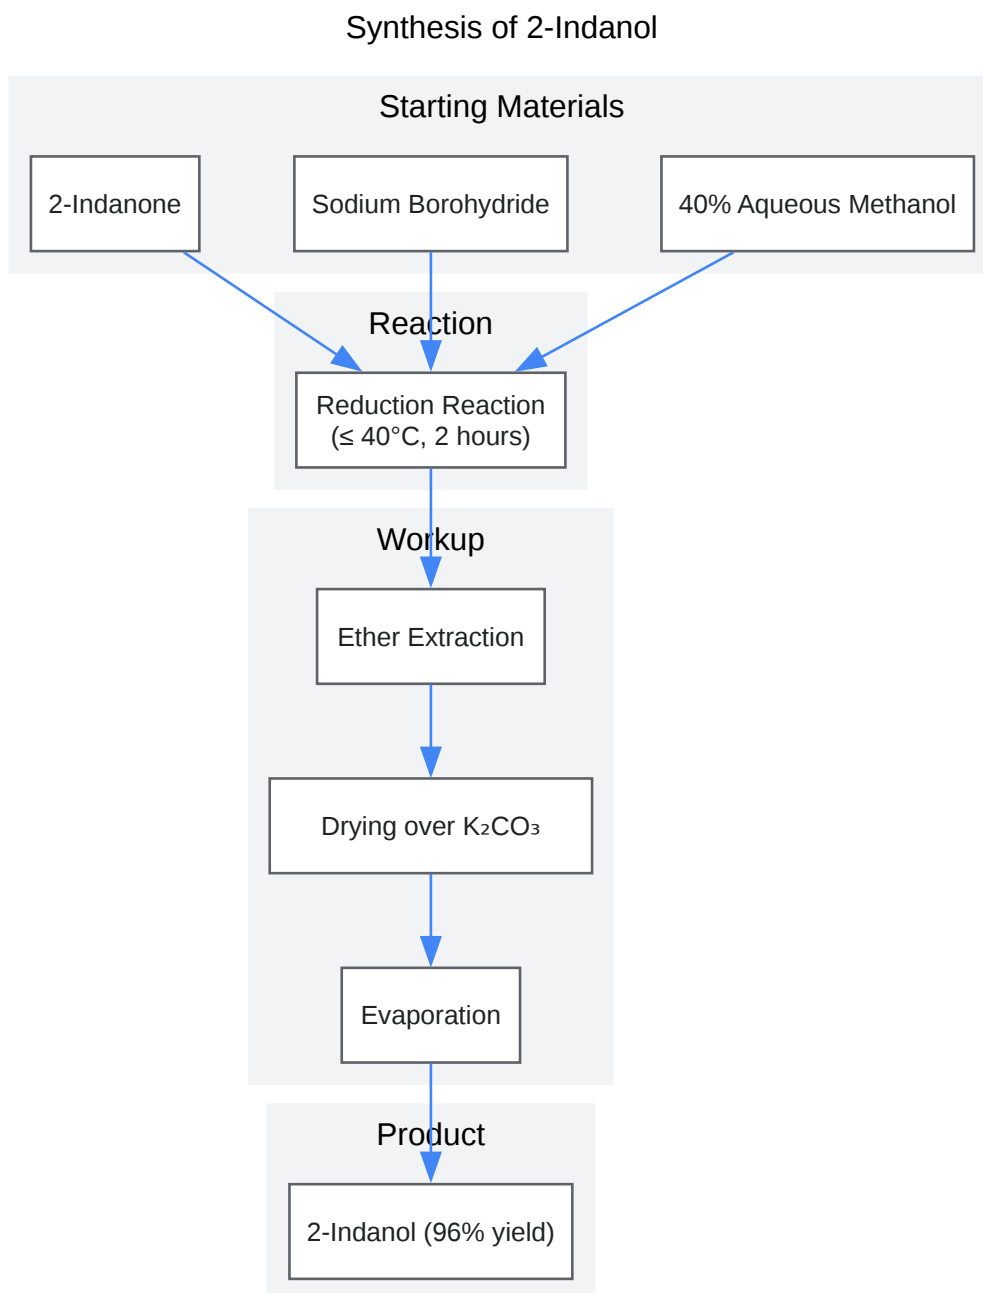 Synthesis of 2-Indanol
Starting Materials
2-Indanone
Sodium Borohydride
40% Aqueous Methanol
Reaction
Reduction Reaction
(≤ 40°C, 2 hours)
Workup
Ether Extraction
Drying over K₂CO₃
Evaporation
Product
2-Indanol (96% yield)